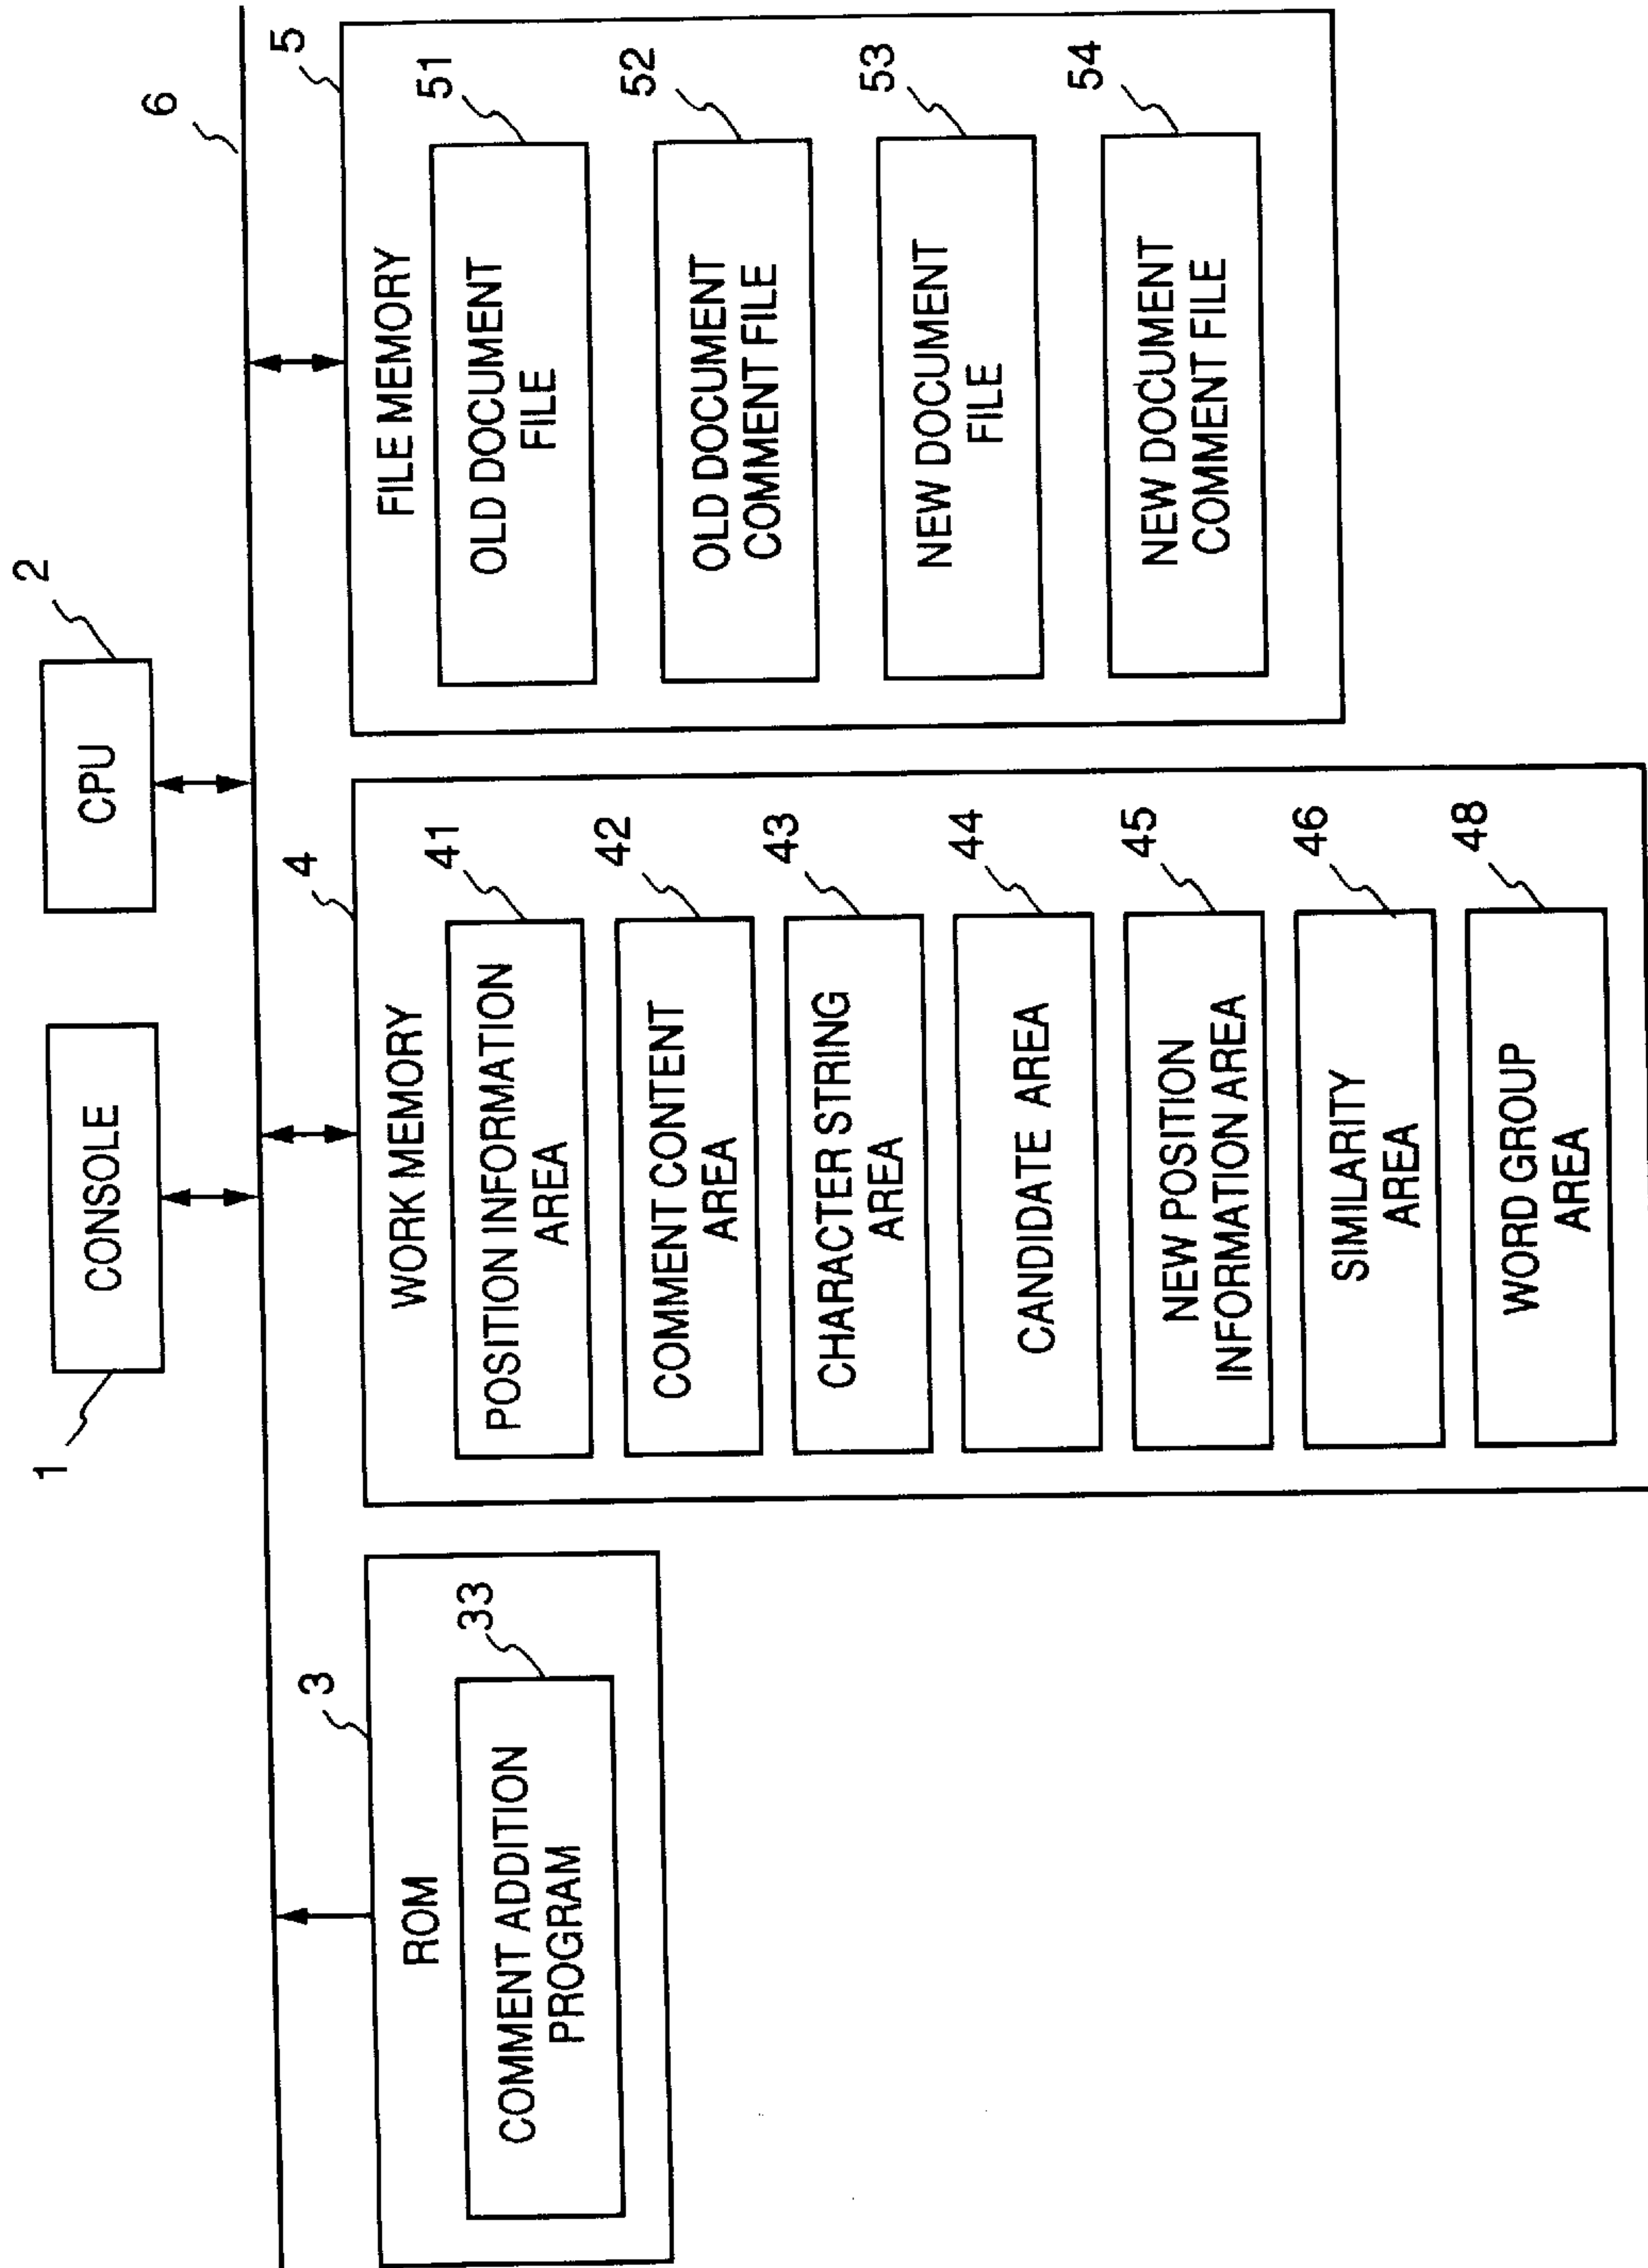 1
CONSOLE
CPU
2
6
3
ROM
COMMENT ADDITION
PROGRAM
33
4
WORK MEMORY
POSITION INFORMATION
AREA
41
COMMENT CONTENT
AREA
42
CHARACTER STRING
AREA
43
CANDIDATE AREA
44
NEW POSITION
INFORMATION AREA
45
SIMILARITY
AREA
46
WORD GROUP
AREA
48
5
FILE MEMORY
OLD DOCUMENT
FILE
51
OLD DOCUMENT
COMMENT FILE
52
NEW DOCUMENT
FILE
53
NEW DOCUMENT
COMMENT FILE
54